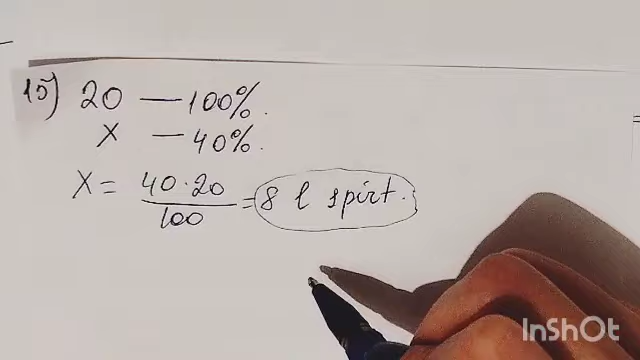 15) 20 — 100%.
x — 40%.
X = 40·20 / 100 = 8 l spirt.
InShOt